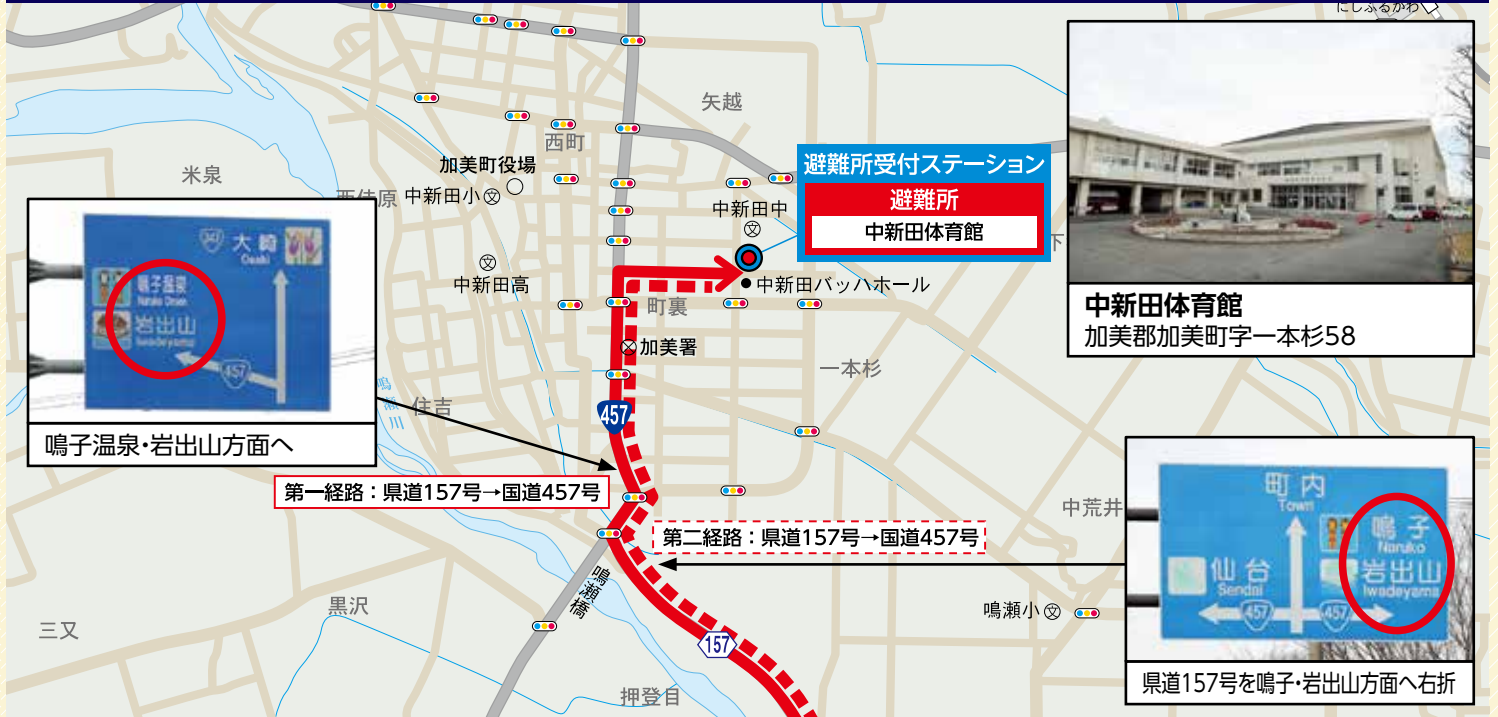 にしふるかわ
矢越
西町
加美町役場
米泉
中新田小
中新田中
避難所受付ステーション
避難所
中新田体育館
下
中新田高
中新田バッハホール
町裏
加美署
一本杉
住吉
鳴瀬川
457
第一経路：県道157号→国道457号
第二経路：県道157号→国道457号
中荒井
鳴瀬橋
黒沢
三又
鳴瀬小
157
押登目
347
大崎
Osaki
鳴子温泉
Naruko Onsen
岩出山
Iwadeyama
457
鳴子温泉・岩出山方面へ
中新田体育館
加美郡加美町字一本杉58
町内
Town
鳴子
Naruko
仙台
Sendai
岩出山
Iwadeyama
457
457
県道157号を鳴子・岩出山方面へ右折